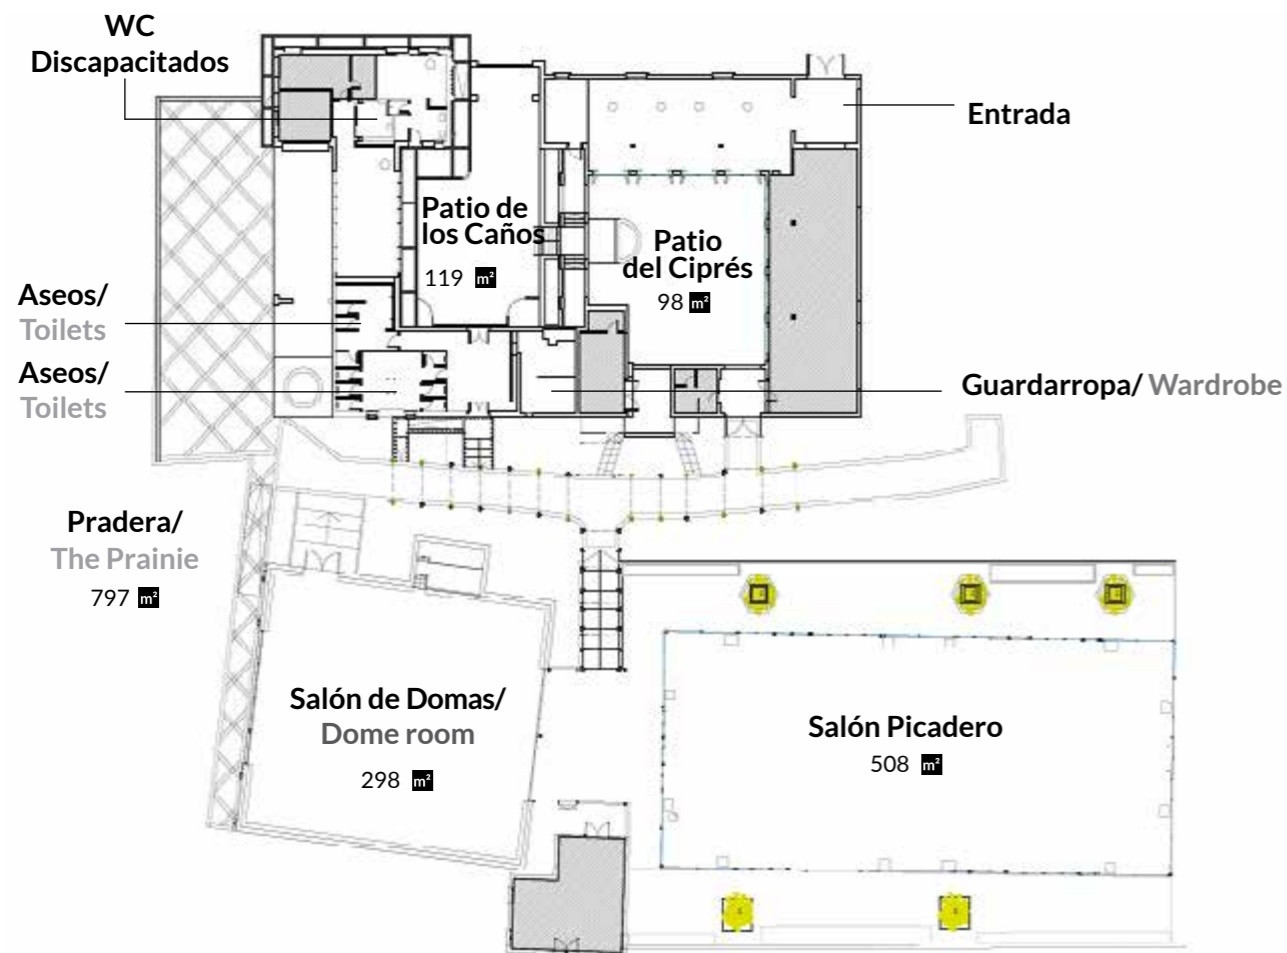 WC
Discapacitados
Entrada
Patio de
los Caños
119 m²
Patio
del Ciprés
98 m²
Aseos/
Toilets
Aseos/
Toilets
Guardarropa/ Wardrobe
Pradera/
The Prainie
797 m²
Salón de Domas/
Dome room
298 m²
Salón Picadero
508 m²